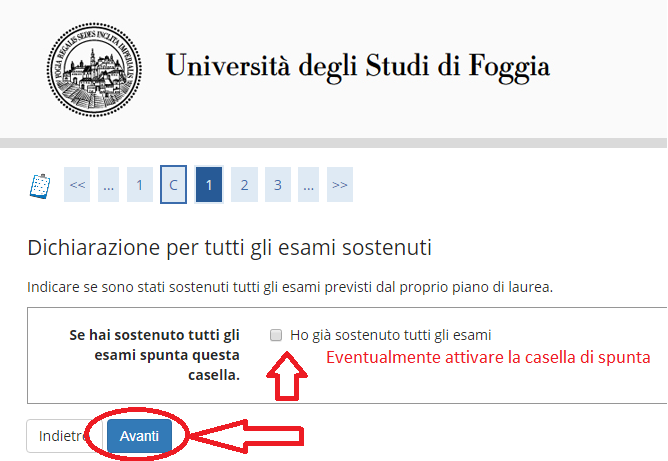 FOGGIA REGALIS SEDES INCLITA IMPERIALIS
Università degli Studi di Foggia
<< ... 1 C 1 2 3 ... >>
Dichiarazione per tutti gli esami sostenuti
Indicare se sono stati sostenuti tutti gli esami previsti dal proprio piano di laurea.
Se hai sostenuto tutti gli esami spunta questa casella.
Ho già sostenuto tutti gli esami
Eventualmente attivare la casella di spunta
Indietro Avanti